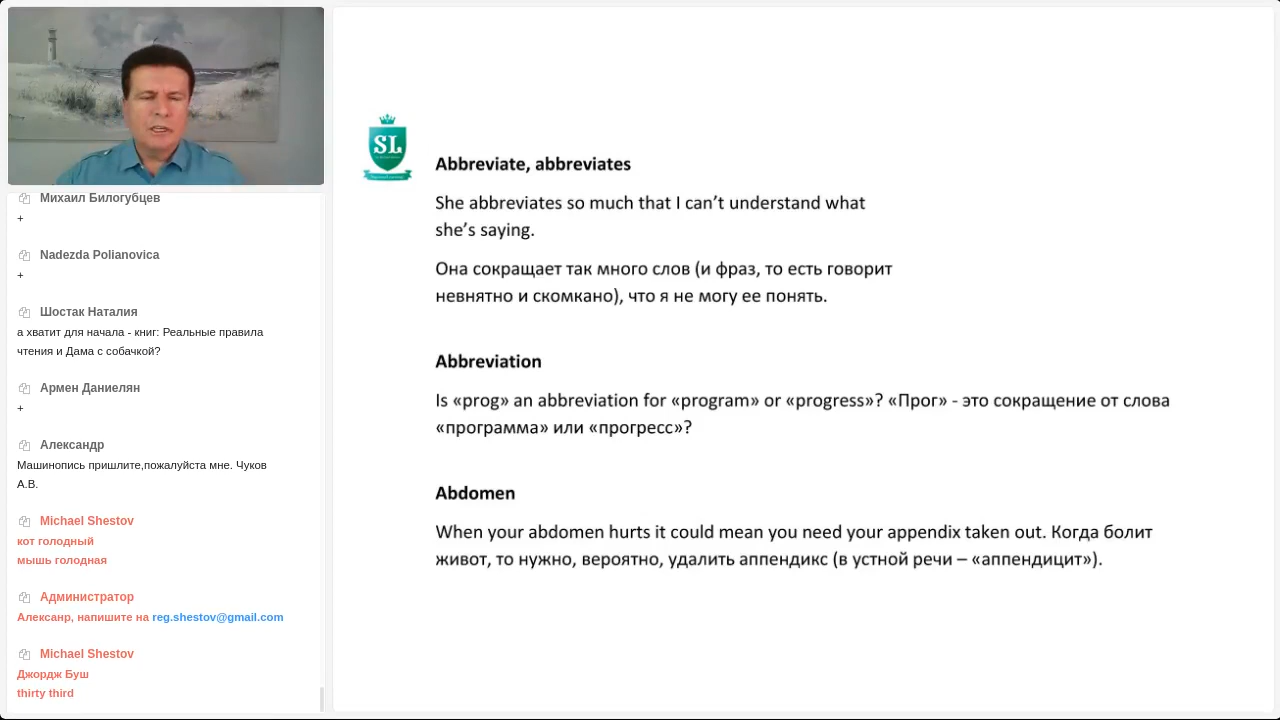 Михаил Билогубцев
+
Nadezda Polianovica
+
Шостак Наталия
а хватит для начала - книг: Реальные правила
чтения и Дама с собачкой?
Армен Даниелян
+
Александр
Машинопись пришлите,пожалуйста мне. Чуков
А.В.
Michael Shestov
кот голодный
мышь голодная
Администратор
Алексанр, напишите на reg.shestov@gmail.com
Michael Shestov
Джордж Буш
thirty third
SL
Abbreviate, abbreviates
She abbreviates so much that I can’t understand what
she’s saying.
Она сокращает так много слов (и фраз, то есть говорит
невнятно и скомкано), что я не могу ее понять.
Abbreviation
Is «prog» an abbreviation for «program» or «progress»? «Прог» - это сокращение от слова
«программа» или «прогресс»?
Abdomen
When your abdomen hurts it could mean you need your appendix taken out. Когда болит
живот, то нужно, вероятно, удалить аппендикс (в устной речи – «аппендицит»).